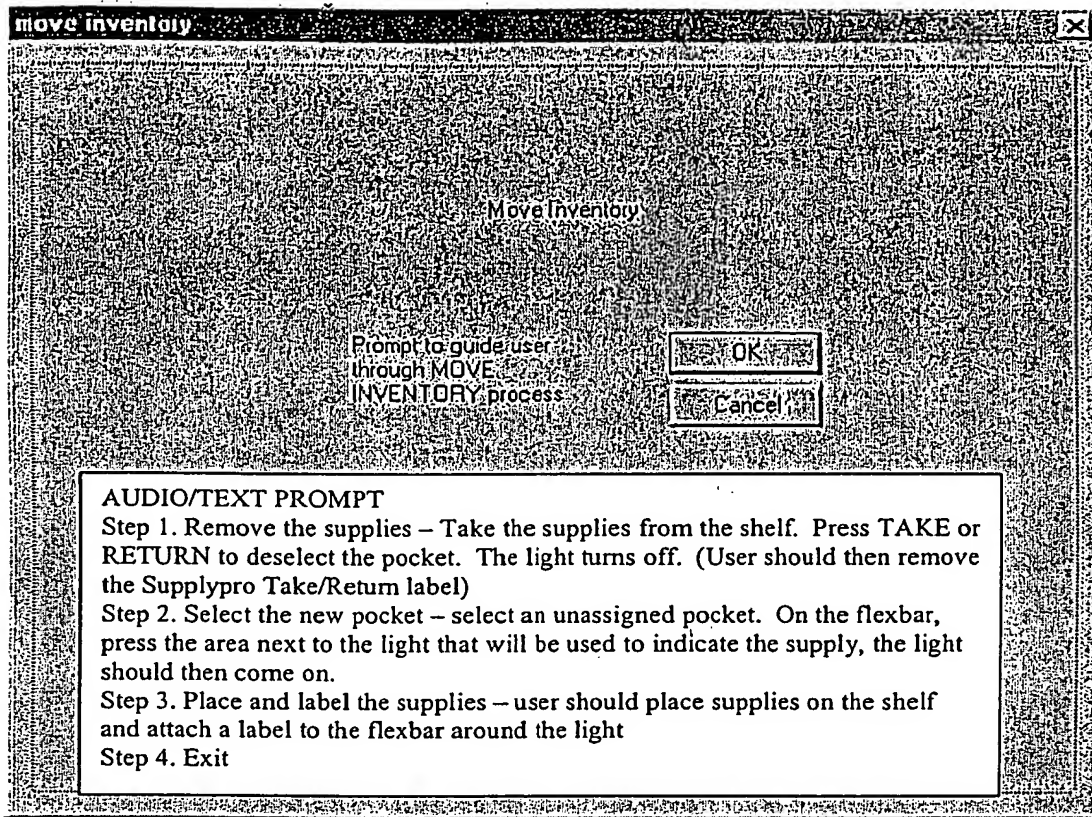 move inventory
Move Inventory
Prompt to guide user
through MOVE
INVENTORY process
OK
Cancel
AUDIO/TEXT PROMPT
Step 1. Remove the supplies – Take the supplies from the shelf. Press TAKE or
RETURN to deselect the pocket. The light turns off. (User should then remove
the Supplypro Take/Return label)
Step 2. Select the new pocket – select an unassigned pocket. On the flexbar,
press the area next to the light that will be used to indicate the supply, the light
should then come on.
Step 3. Place and label the supplies – user should place supplies on the shelf
and attach a label to the flexbar around the light
Step 4. Exit